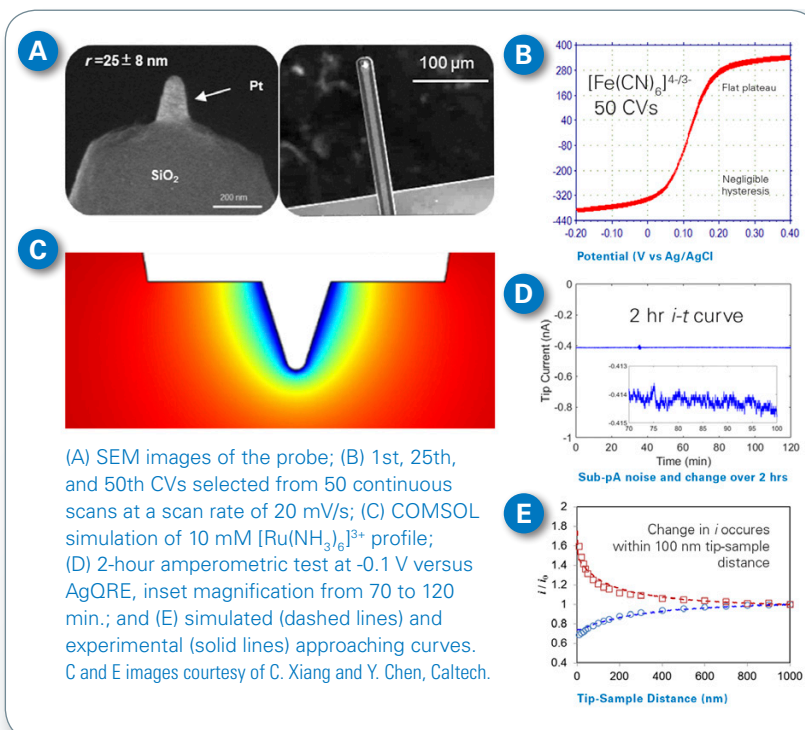 A
r=25± 8 nm
Pt
SiO₂
200 nm
100 µm
B
400
280
160
40
-80
-200
-320
-440
[Fe(CN)₆]⁴⁻/³⁻
50 CVs
Flat plateau
Negligible
hysteresis
-0.20 -0.10 0 0.10 0.20 0.30 0.40
Potential (V vs Ag/AgCl
C
D
0
-0.2
-0.4
-0.6
-0.8
-1
Tip Current (nA)
2 hr i-t curve
-0.413
-0.414
-0.415
70 75 80 85 90 95 100
0 20 40 60 80 100 120
Time (min)
Sub-pA noise and change over 2 hrs
(A) SEM images of the probe; (B) 1st, 25th,
and 50th CVs selected from 50 continuous
scans at a scan rate of 20 mV/s; (C) COMSOL
simulation of 10 mM [Ru(NH₃)₆]³⁺ profile;
(D) 2-hour amperometric test at -0.1 V versus
AgQRE, inset magnification from 70 to 120
min.; and (E) simulated (dashed lines) and
experimental (solid lines) approaching curves.
C and E images courtesy of C. Xiang and Y. Chen, Caltech.
E
2
1.8
1.6
1.4
1.2
1
0.8
0.6
0.4
i / i₀
Change in i occures
within 100 nm tip-sample
distance
0 200 400 600 800 1000
Tip-Sample Distance (nm)